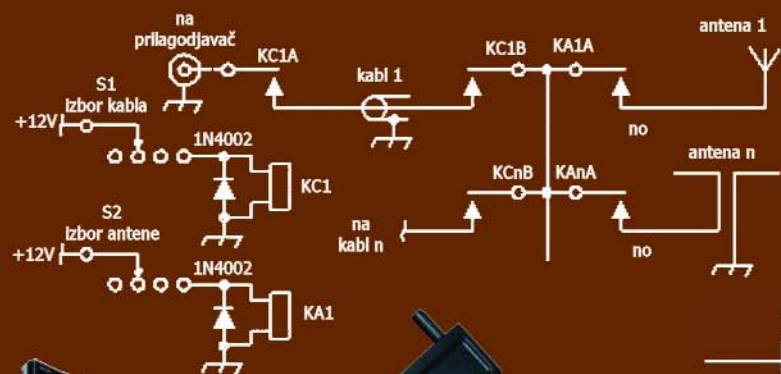 na
prilagodjavač
KC1A
kabl 1
KC1B
KA1A
antena 1
S1
izbor kabla
+12V
1N4002
KC1
no
KCnB
KAnA
antena n
na
kabl n
no
S2
izbor antene
+12V
1N4002
KA1